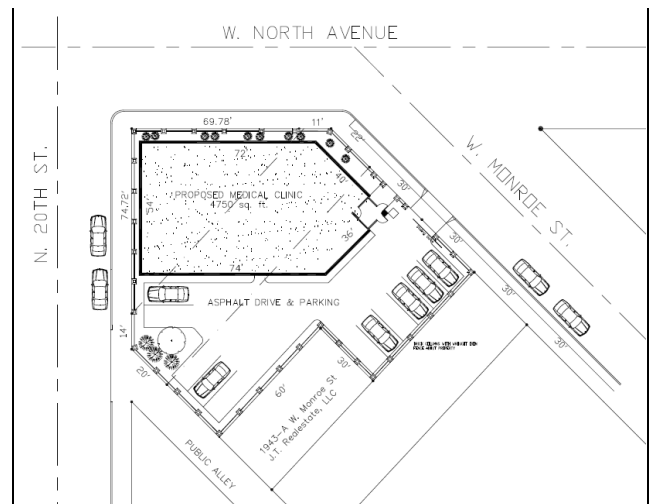 W. NORTH AVENUE
N. 20TH ST.
W. MONROE ST.
69.78'
11'
22'
72'
40'
30'
74.72'
54'
PROPOSED MEDICAL CLINIC
4750 sq. ft.
36'
30'
74'
30'
ASPHALT DRIVE & PARKING
14'
30'
20'
30'
60'
1943-A W. Monroe St
J.T. Realestate, LLC
PUBLIC ALLEY